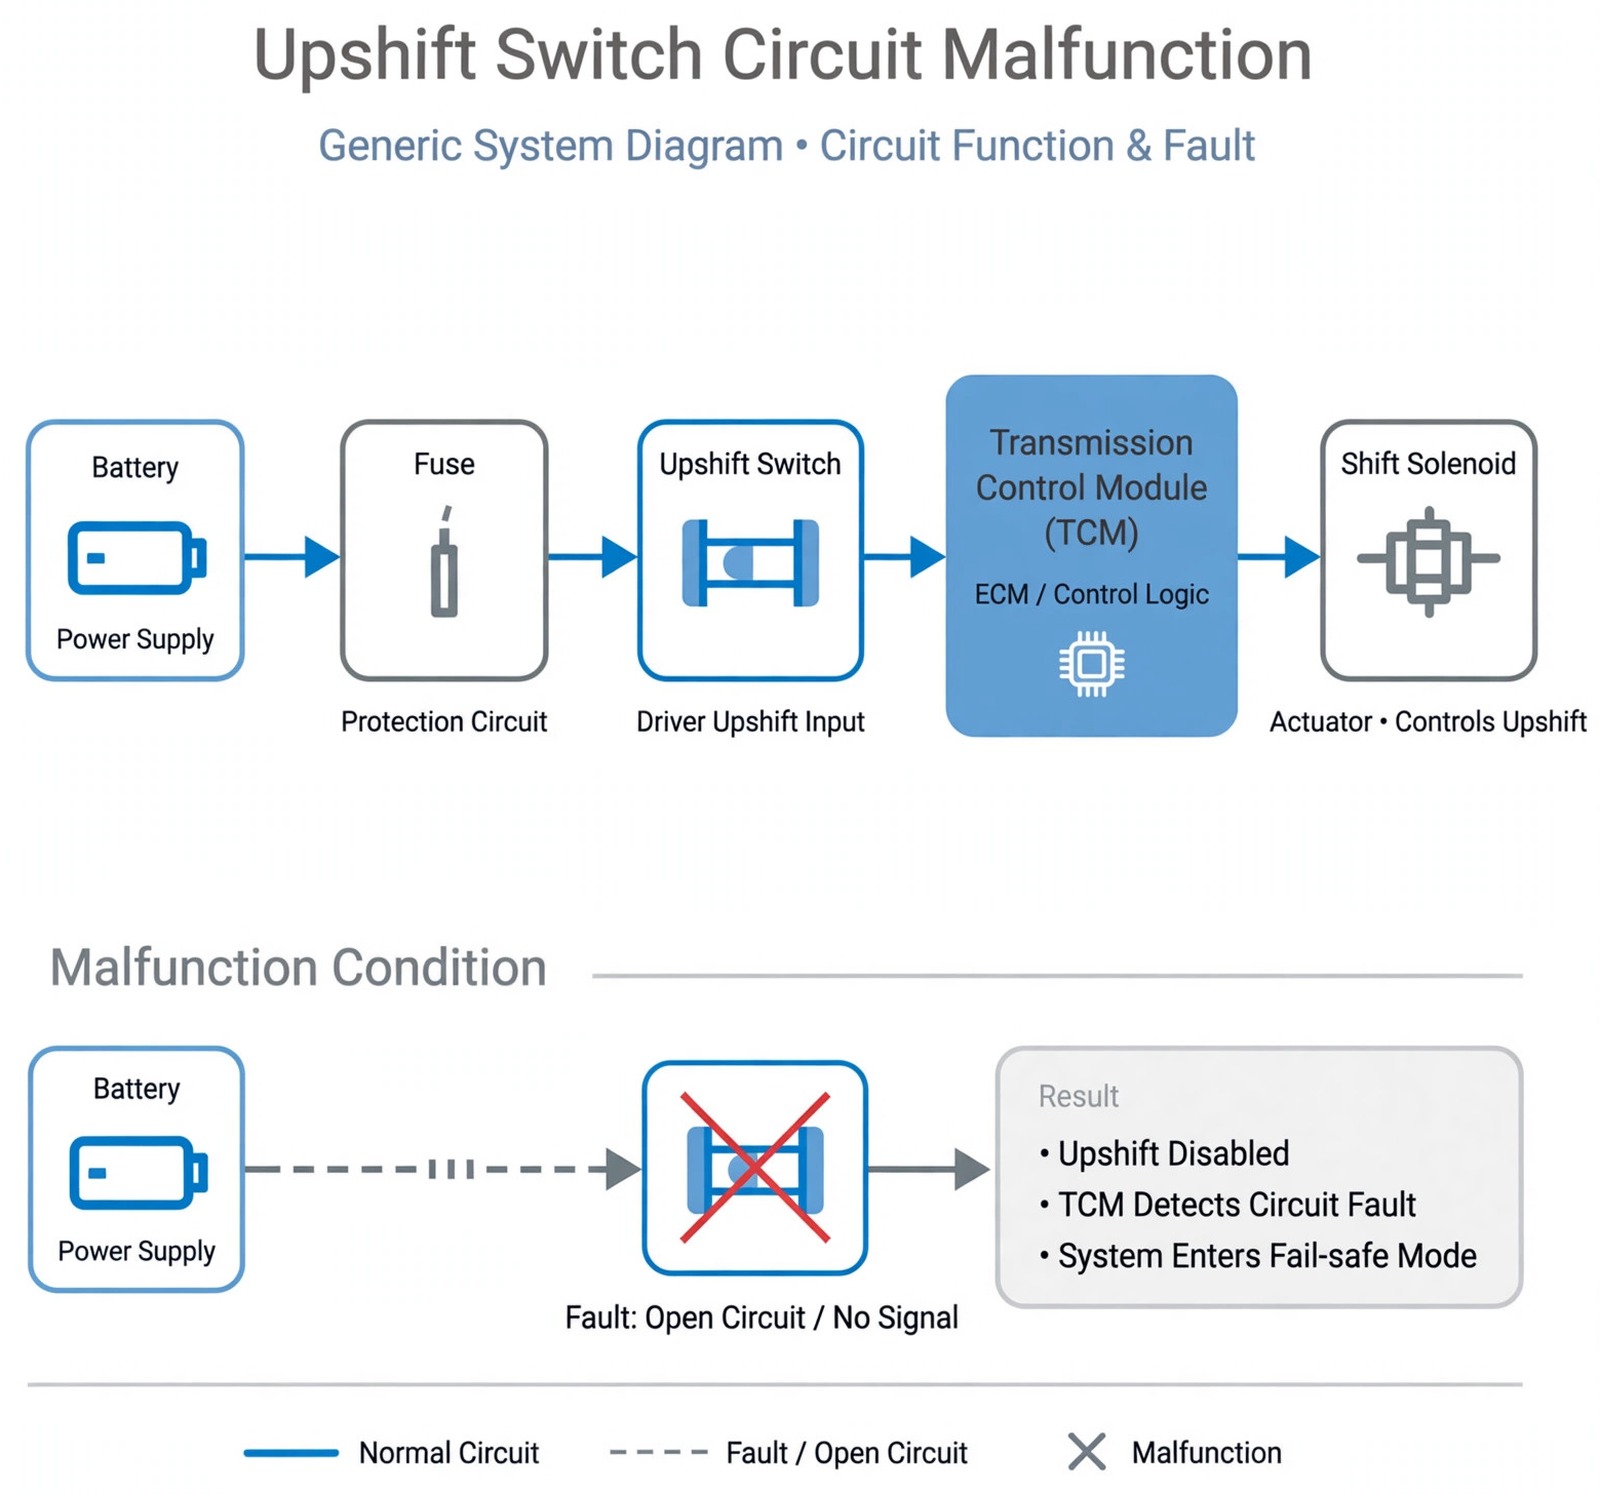 Upshift Switch Circuit Malfunction
Generic System Diagram • Circuit Function & Fault
Battery
Power Supply
Fuse
Protection Circuit
Upshift Switch
Driver Upshift Input
Transmission
Control Module
(TCM)
ECM / Control Logic
Shift Solenoid
Actuator • Controls Upshift
Malfunction Condition
Battery
Power Supply
Fault: Open Circuit / No Signal
Result
• Upshift Disabled
• TCM Detects Circuit Fault
• System Enters Fail-safe Mode
Normal Circuit
Fault / Open Circuit
Malfunction